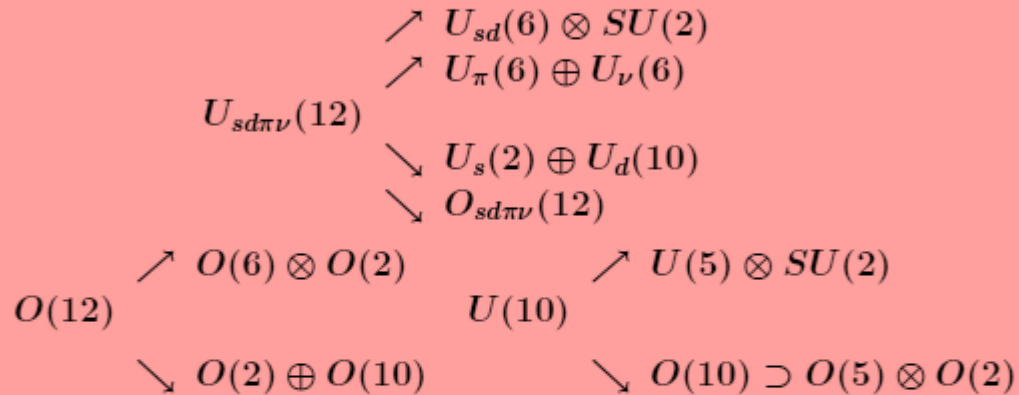 ↗ U_{sd}(6) ⊗ SU(2)
↗ U_π(6) ⊕ U_ν(6)
U_{sdπν}(12)
↘ U_s(2) ⊕ U_d(10)
↘ O_{sdπν}(12)
↗ O(6) ⊗ O(2) ↗ U(5) ⊗ SU(2)
O(12) U(10)
↘ O(2) ⊕ O(10) ↘ O(10) ⊃ O(5) ⊗ O(2)